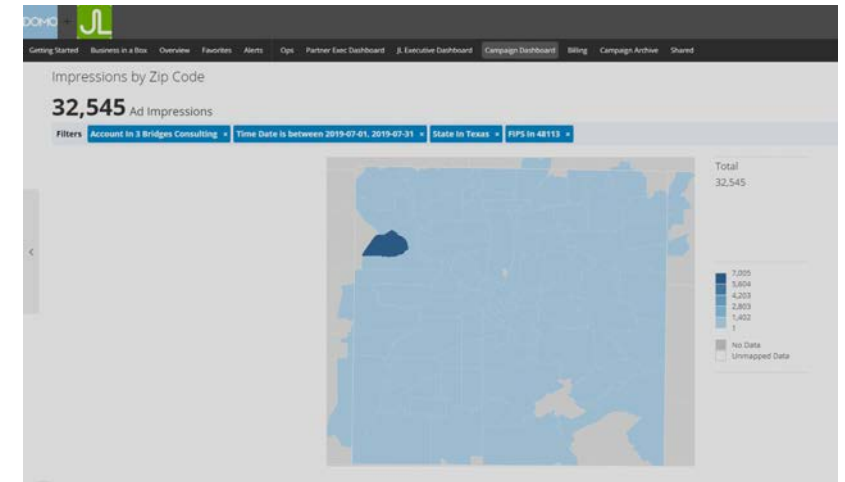 DOMO + JL
Getting Started Business in a Box Overview Favorites Alerts Ops Partner Exec Dashboard JL Executive Dashboard Campaign Dashboard Billing Campaign Archive Shared
Impressions by Zip Code
32,545 Ad Impressions
Filters Account In 3 Bridges Consulting × Time Date is between 2019-07-01, 2019-07-31 × State In Texas × FIPS In 48113 ×
Total
32,545
7,005
5,604
4,203
2,803
1,402
1
No Data
Unmapped Data